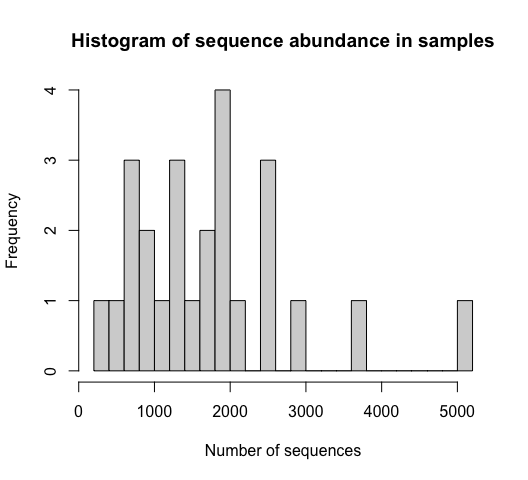 Histogram of sequence abundance in samples
4
3
2
1
0
Frequency
0 1000 2000 3000 4000 5000
Number of sequences